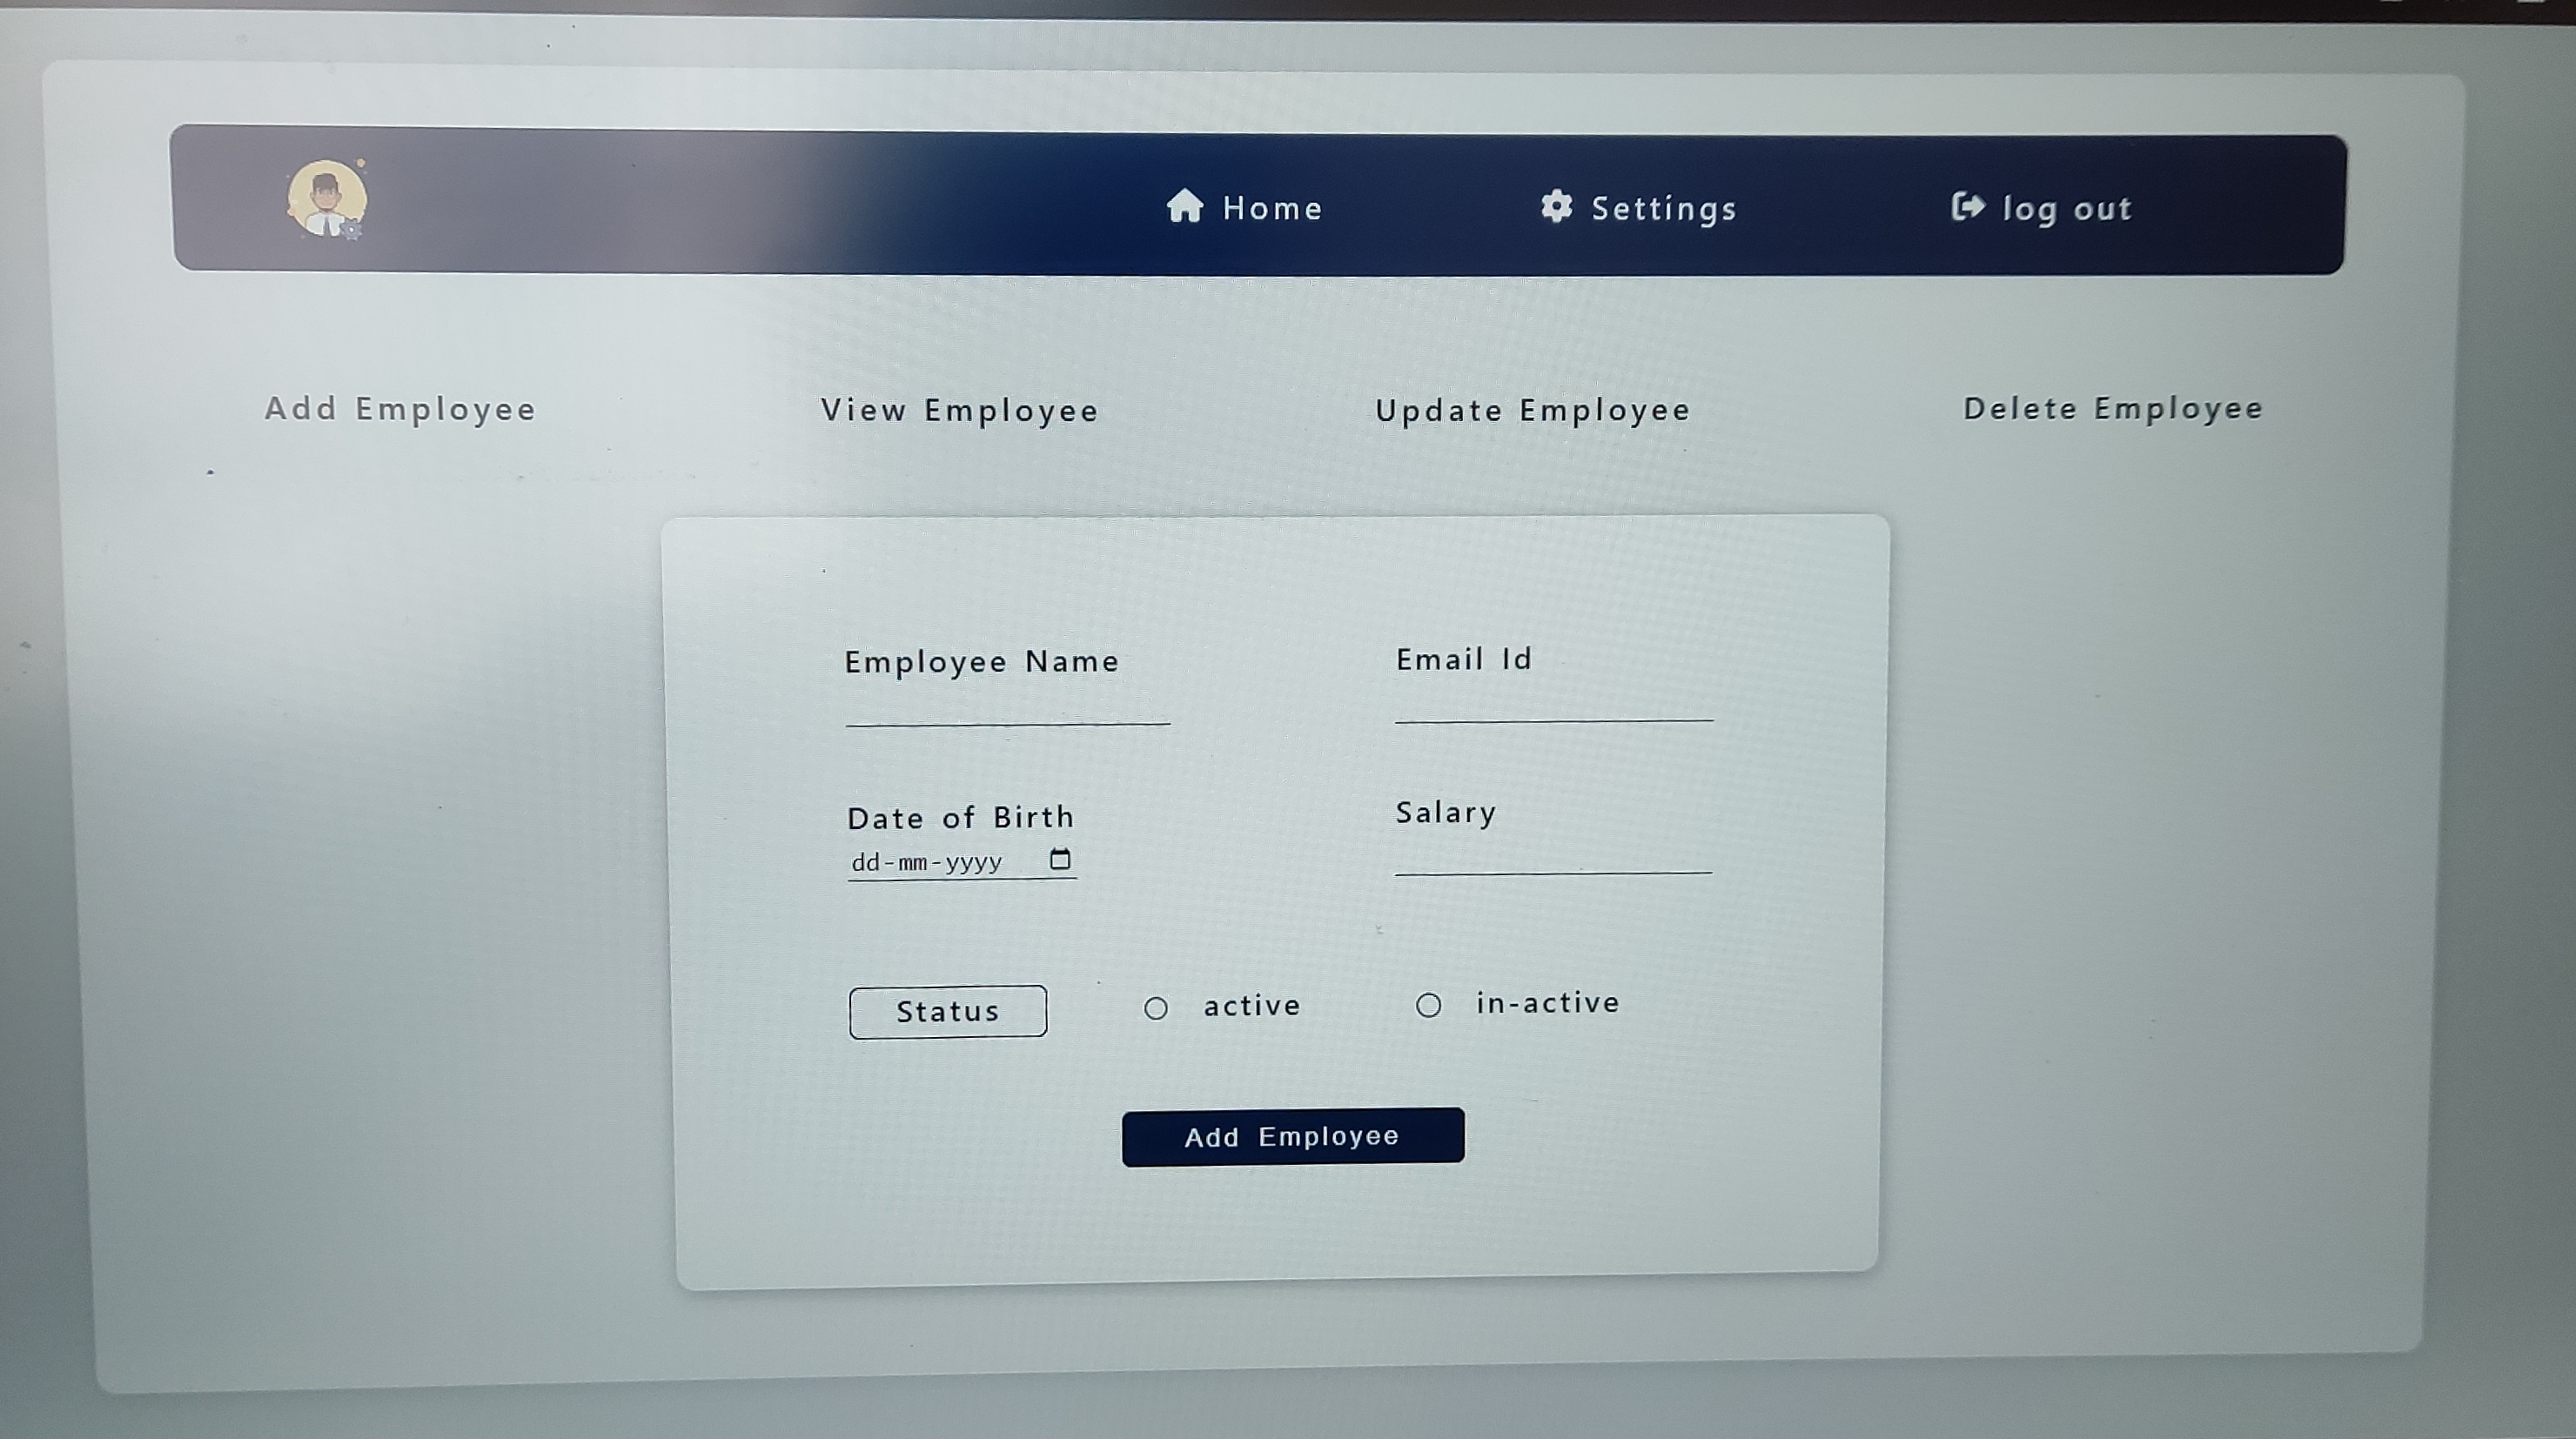 Home Settings log out
Add Employee View Employee Update Employee Delete Employee
Employee Name Email Id
Date of Birth Salary
dd-mm-yyyy
Status active in-active
Add Employee